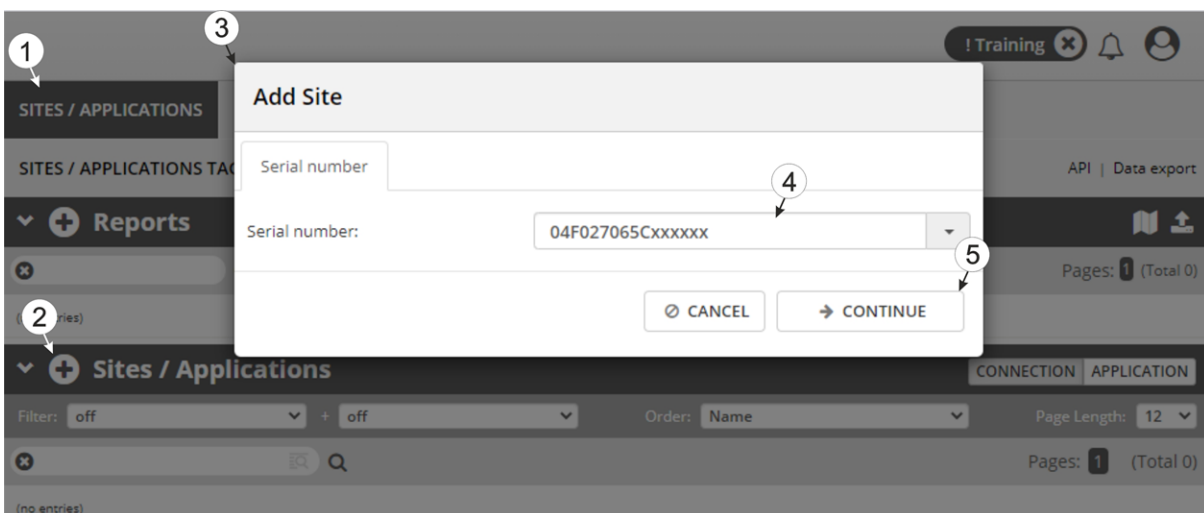 3
1
! Training
Add Site
SITES / APPLICATIONS
SITES / APPLICATIONS
Serial number
4
API | Data export
Reports
Serial number:
04F027065Cxxxxxx
5
Pages: 1 (Total 0)
CANCEL
CONTINUE
2
Sites / Applications
CONNECTION
APPLICATION
Filter: off + off Order: Name Page Length: 12
Pages: 1 (Total 0)
(no entries)